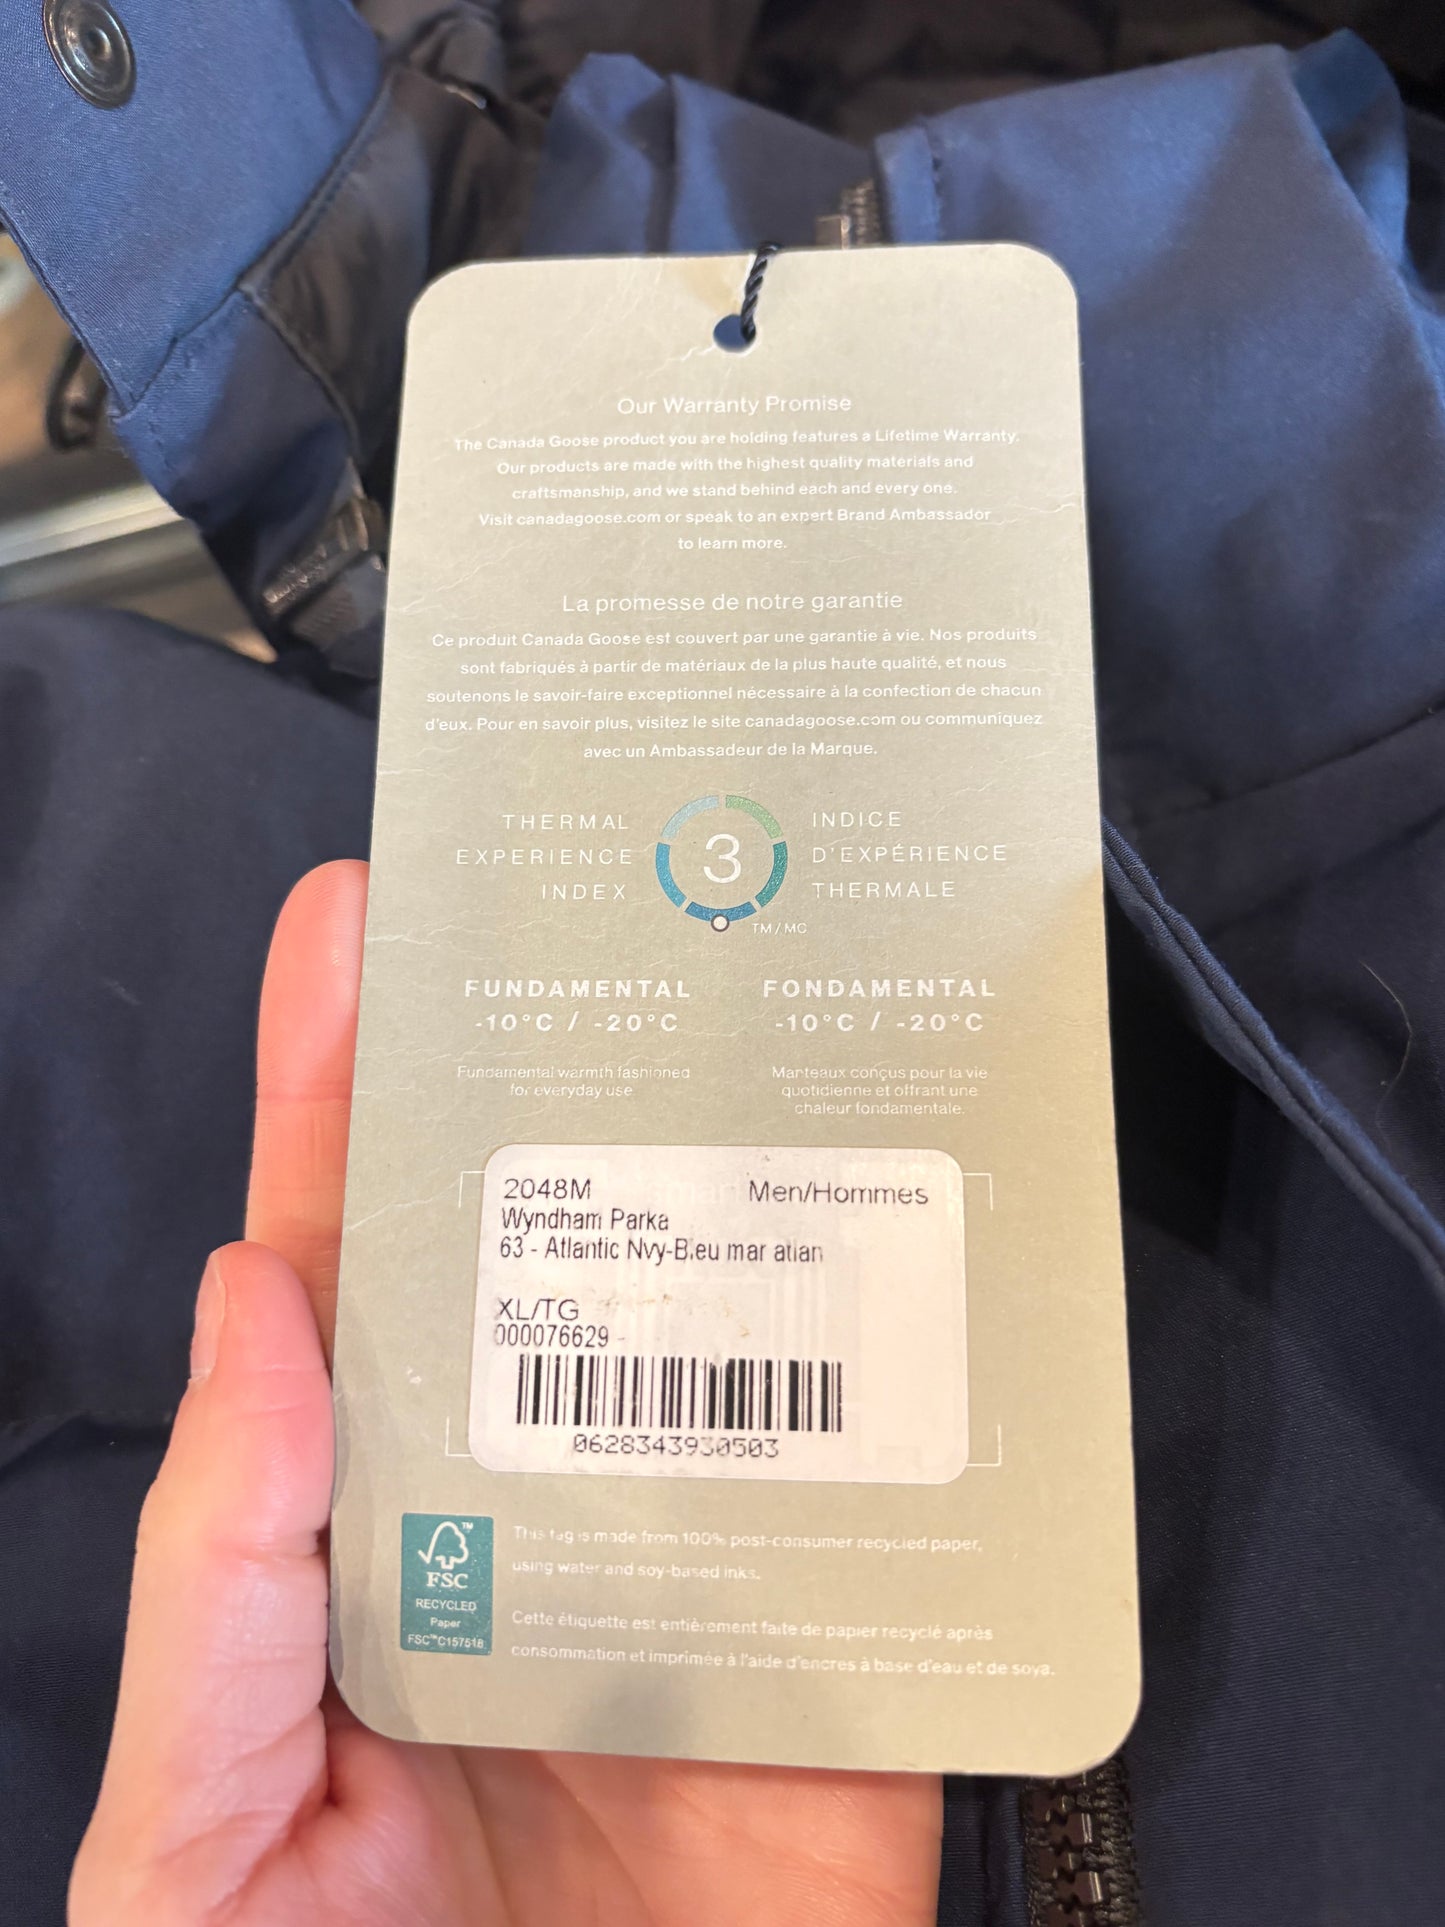 Our Warranty Promise
The Canada Goose product you are holding features a Lifetime Warranty.
Our products are made with the highest quality materials and
craftsmanship, and we stand behind each and every one.
Visit canadagoose.com or speak to an expert Brand Ambassador
to learn more.
La promesse de notre garantie
Ce produit Canada Goose est couvert par une garantie à vie. Nos produits
sont fabriqués à partir de matériaux de la plus haute qualité, et nous
soutenons le savoir-faire exceptionnel nécessaire à la confection de chacun
d'eux. Pour en savoir plus, visitez le site canadagoose.com ou communiquez
avec un Ambassadeur de la Marque.
THERMAL
EXPERIENCE
INDEX
3
TM/MC
INDICE
D'EXPÉRIENCE
THERMALE
FUNDAMENTAL
-10°C / -20°C
Fundamental warmth fashioned
for everyday use
FONDAMENTAL
-10°C / -20°C
Manteaux conçus pour la vie
quotidienne et offrant une
chaleur fondamentale.
2048M Men/Hommes
Wyndham Parka
63 - Atlantic Nvy-Bleu mar atlan
XL/TG
000076629 -
0628343930503
FSC™
RECYCLED
Paper
FSC™ C157518
This tag is made from 100% post-consumer recycled paper,
using water and soy-based inks.
Cette étiquette est entièrement faite de papier recyclé après
consommation et imprimée à l'aide d'encres à base d'eau et de soya.